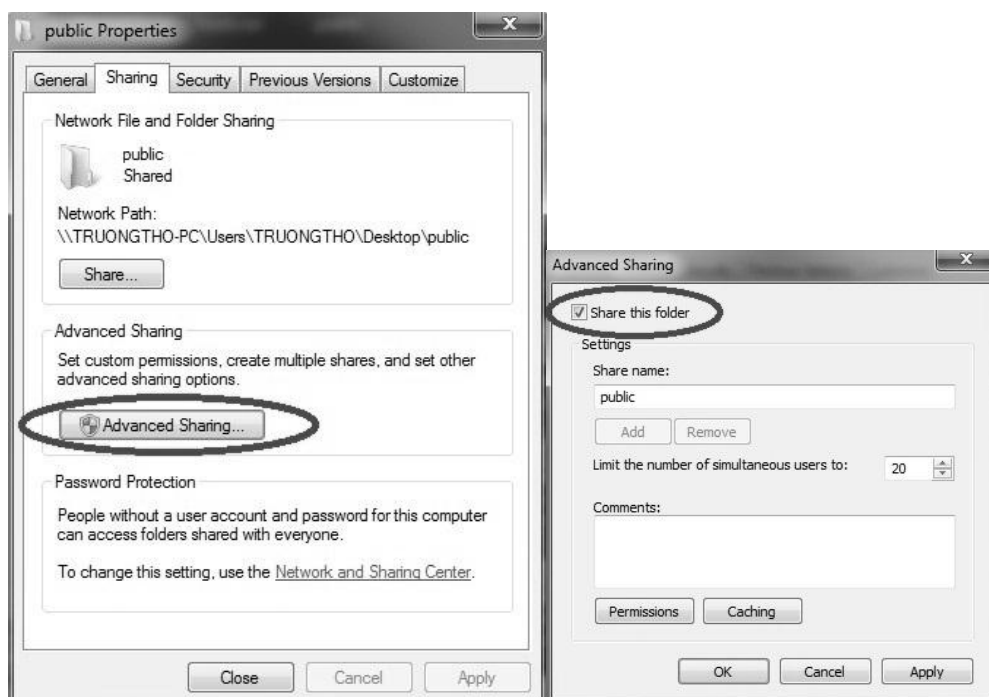 public Properties
General Sharing Security Previous Versions Customize
Network File and Folder Sharing
public
Shared
Network Path:
\\TRUONGTHO-PC\Users\TRUONGTHO\Desktop\public
Share...
Advanced Sharing
Set custom permissions, create multiple shares, and set other
advanced sharing options.
Advanced Sharing...
Password Protection
People without a user account and password for this computer
can access folders shared with everyone.
To change this setting, use the Network and Sharing Center.
Close Cancel Apply
Advanced Sharing
Share this folder
Settings
Share name:
public
Add Remove
Limit the number of simultaneous users to: 20
Comments:
Permissions Caching
OK Cancel Apply